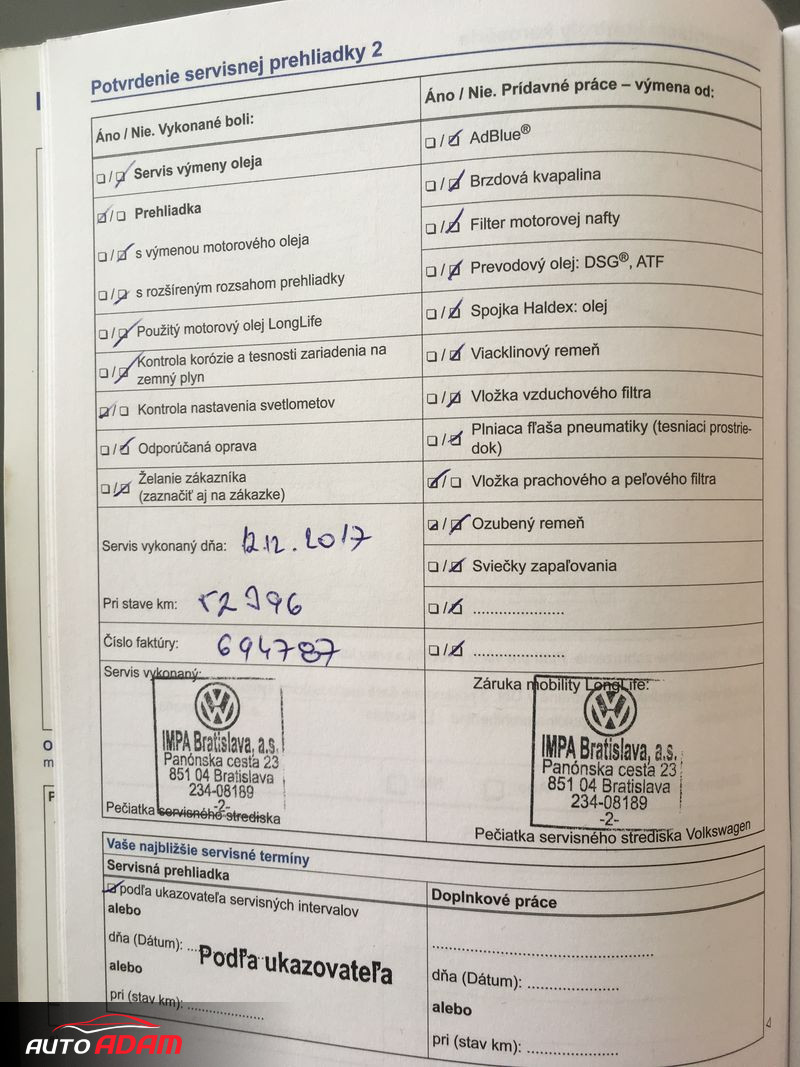 Potvrdenie servisnej prehliadky 2
Áno / Nie. Vykonané boli:
☐/☑ Servis výmeny oleja
☑/☐ Prehliadka
☐/☑ s výmenou motorového oleja
☐/☑ s rozšíreným rozsahom prehliadky
☐/☑ Použitý motorový olej LongLife
☐/☑ Kontrola korózie a tesnosti zariadenia na
zemný plyn
☑/☐ Kontrola nastavenia svetlometov
☐/☑ Odporúčaná oprava
☐/☑ Želanie zákazníka
(zaznačiť aj na zákazke)
Servis vykonaný dňa: 12.12.2017
Pri stave km: 52396
Číslo faktúry: 694787
Servis vykonaný:
IMPA Bratislava, a.s.
Panónska cesta 23
851 04 Bratislava
234-08189
-2-
Pečiatka servisného strediska
Áno / Nie. Prídavné práce – výmena od:
☐/☑ AdBlue®
☐/☑ Brzdová kvapalina
☐/☑ Filter motorovej nafty
☐/☑ Prevodový olej: DSG®, ATF
☐/☑ Spojka Haldex: olej
☐/☑ Viacklinový remeň
☐/☑ Vložka vzduchového filtra
☐/☑ Plniaca fľaša pneumatiky (tesniaci prostrie-
dok)
☑/☐ Vložka prachového a peľového filtra
☑/☑ Ozubený remeň
☐/☑ Sviečky zapaľovania
☐/☑ ......................
☐/☑ ......................
Záruka mobility LongLife:
IMPA Bratislava, a.s.
Panónska cesta 23
851 04 Bratislava
234-08189
-2-
Pečiatka servisného strediska Volkswagen
Vaše najbližšie servisné termíny
Servisná prehliadka
☑ podľa ukazovateľa servisných intervalov
alebo
dňa (Dátum): ... Podľa ukazovateľa
alebo
pri (stav km): ..................
Doplnkové práce
......................................................
dňa (Dátum): ......................
alebo
pri (stav km): ......................
4
AUTO ADAM